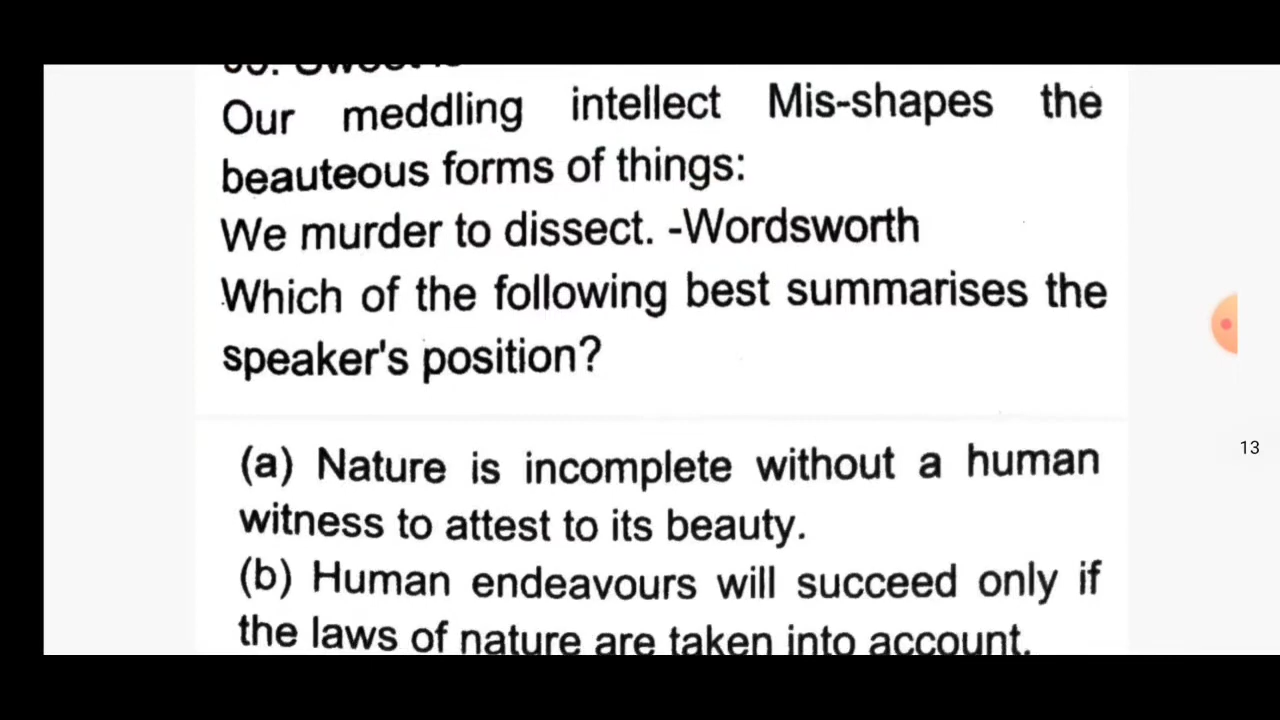 Our meddling intellect Mis-shapes the
beauteous forms of things:
We murder to dissect. -Wordsworth
Which of the following best summarises the
speaker's position?
13
(a) Nature is incomplete without a human
witness to attest to its beauty.
(b) Human endeavours will succeed only if
the laws of nature are taken into account.